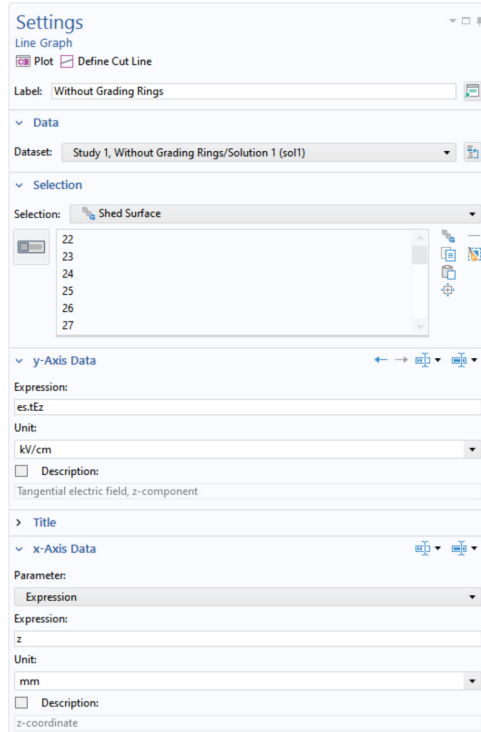 Settings
Line Graph
Plot Define Cut Line
Label: Without Grading Rings
Data
Dataset: Study 1, Without Grading Rings/Solution 1 (sol1)
Selection
Selection: Shed Surface
22
23
24
25
26
27
y-Axis Data
Expression:
es.tEz
Unit:
kV/cm
Description:
Tangential electric field, z-component
Title
x-Axis Data
Parameter:
Expression
Expression:
z
Unit:
mm
Description:
z-coordinate